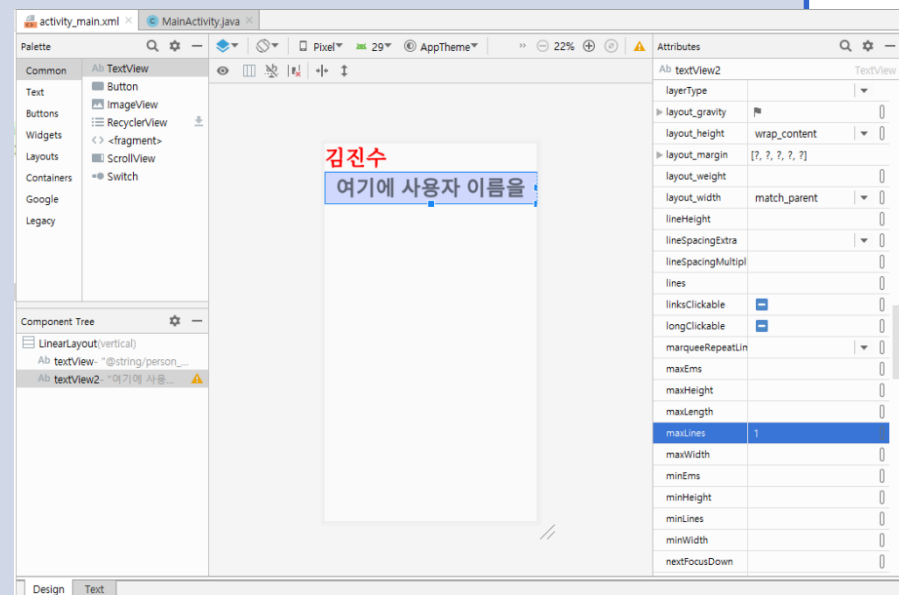 activity_main.xml
MainActivity.java
Palette
Pixel 29 AppTheme 22%
Common
Text
Buttons
Widgets
Layouts
Containers
Google
Legacy
Ab TextView
Button
ImageView
RecyclerView
<fragment>
ScrollView
Switch
김진수
여기에 사용자 이름을
Component Tree
LinearLayout(vertical)
Ab textView- "@string/person_...
Ab textView2- "여기에 사용...
Attributes
Ab textView2 TextView
layerType
layout_gravity
layout_height wrap_content
layout_margin [?, ?, ?, ?, ?]
layout_weight
layout_width match_parent
lineHeight
lineSpacingExtra
lineSpacingMultipl
lines
linksClickable
longClickable
marqueeRepeatLin
maxEms
maxHeight
maxLength
maxLines 1
maxWidth
minEms
minHeight
minLines
minWidth
nextFocusDown
Design Text